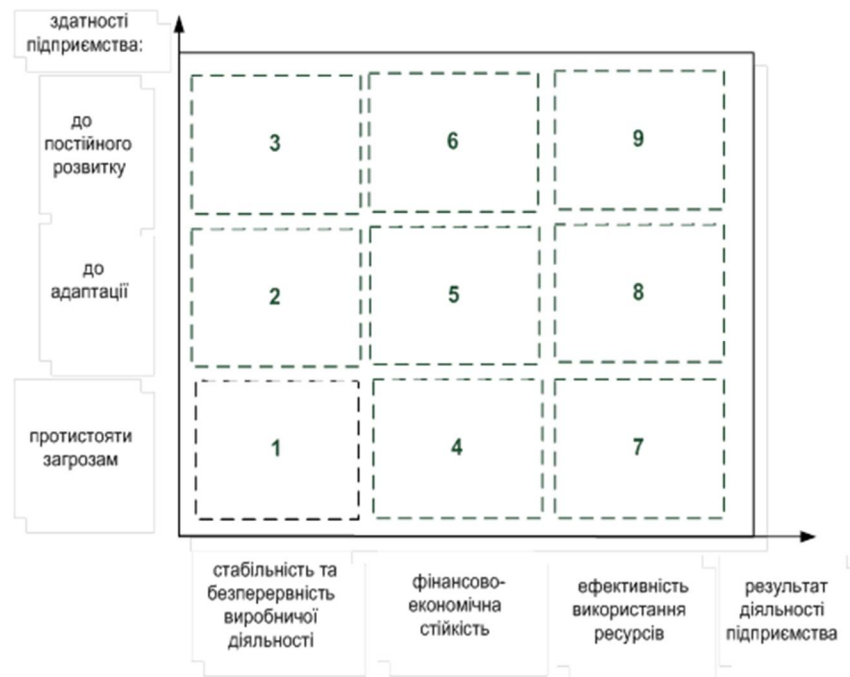 здатності
підприємства:
до
постійного
розвитку
3
6
9
до
адаптації
2
5
8
протистояти
загрозам
1
4
7
стабільність та
безперервність
виробничої
діяльності
фінансово-
економічна
стійкість
ефективність
використання
ресурсів
результат
діяльності
підприємства